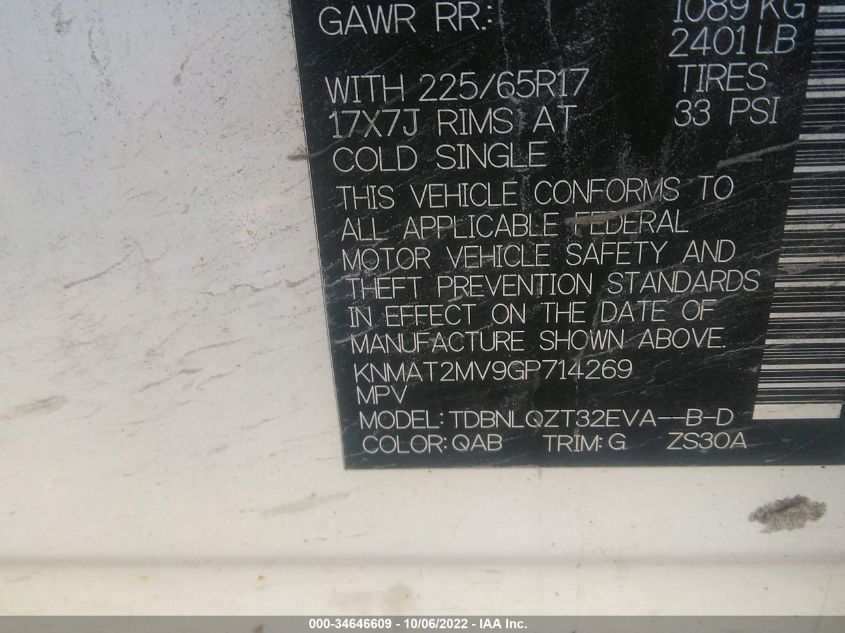 GAWR RR: 1089 KG
2401 LB
WITH 225/65R17 TIRES
17X7J RIMS AT 33 PSI
COLD SINGLE
THIS VEHICLE CONFORMS TO
ALL APPLICABLE FEDERAL
MOTOR VEHICLE SAFETY AND
THEFT PREVENTION STANDARDS
IN EFFECT ON THE DATE OF
MANUFACTURE SHOWN ABOVE.
KNMAT2MV9GP714269
MPV
MODEL: TDBNLQZT32EVA--B-D
COLOR: QAB TRIM: G ZS30A
000-34646609 - 10/06/2022 - IAA Inc.